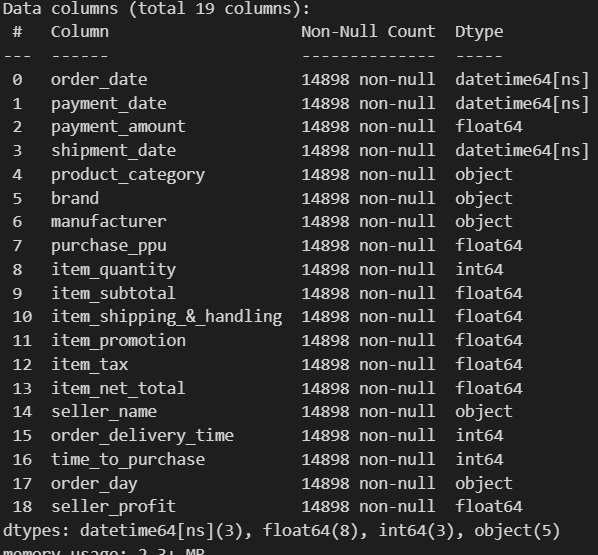 Data columns (total 19 columns):
 #   Column                    Non-Null Count  Dtype
---  ------                    --------------  -----
 0   order_date                14898 non-null  datetime64[ns]
 1   payment_date              14898 non-null  datetime64[ns]
 2   payment_amount            14898 non-null  float64
 3   shipment_date             14898 non-null  datetime64[ns]
 4   product_category          14898 non-null  object
 5   brand                     14898 non-null  object
 6   manufacturer              14898 non-null  object
 7   purchase_ppu              14898 non-null  float64
 8   item_quantity             14898 non-null  int64
 9   item_subtotal             14898 non-null  float64
 10  item_shipping_&_handling  14898 non-null  float64
 11  item_promotion            14898 non-null  float64
 12  item_tax                  14898 non-null  float64
 13  item_net_total            14898 non-null  float64
 14  seller_name               14898 non-null  object
 15  order_delivery_time       14898 non-null  int64
 16  time_to_purchase          14898 non-null  int64
 17  order_day                 14898 non-null  object
 18  seller_profit             14898 non-null  float64
dtypes: datetime64[ns](3), float64(8), int64(3), object(5)
memory usage: 2.3+ MB